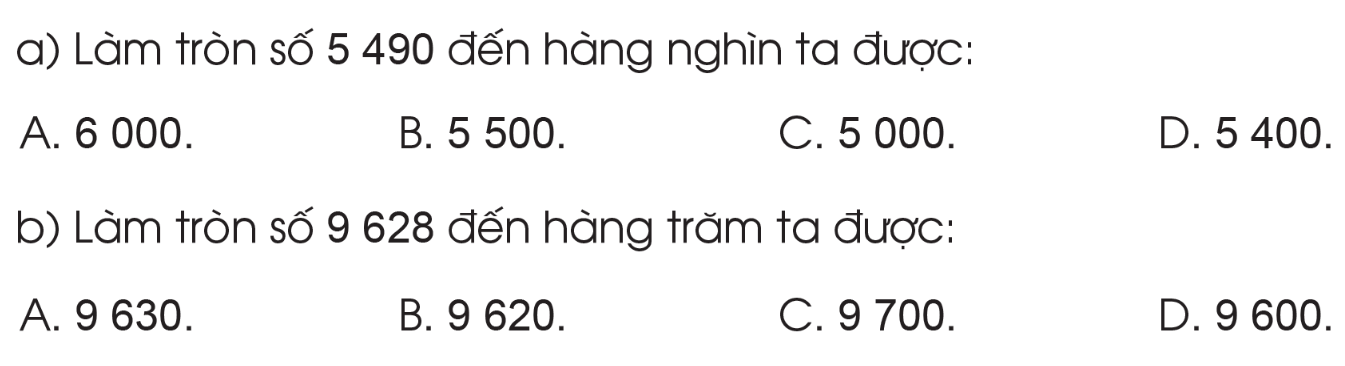 a) Làm tròn số 5 490 đến hàng nghìn ta được:
A. 6 000. B. 5 500. C. 5 000. D. 5 400.
b) Làm tròn số 9 628 đến hàng trăm ta được:
A. 9 630. B. 9 620. C. 9 700. D. 9 600.